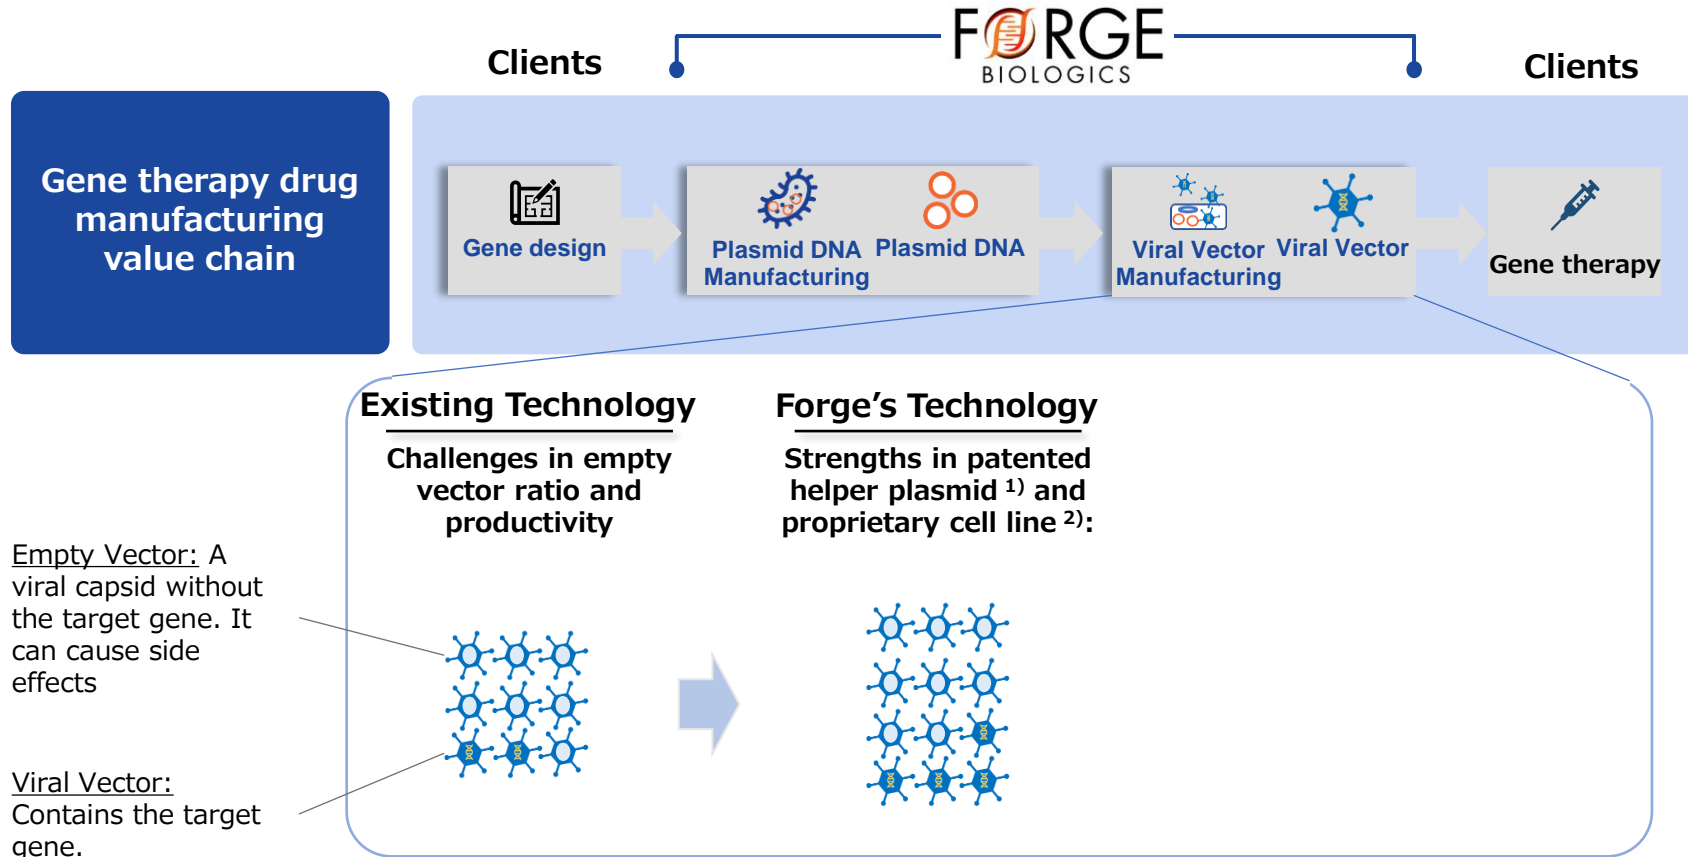 FORGE
BIOLOGICS
Clients
Clients
Gene therapy drug
manufacturing
value chain
Gene design
Plasmid DNA
Manufacturing
Plasmid DNA
Viral Vector
Manufacturing
Viral Vector
Gene therapy
Existing Technology
Challenges in empty
vector ratio and
productivity
Forge's Technology
Strengths in patented
helper plasmid 1) and
proprietary cell line 2):
Empty Vector: A
viral capsid without
the target gene. It
can cause side
effects
Viral Vector:
Contains the target
gene.